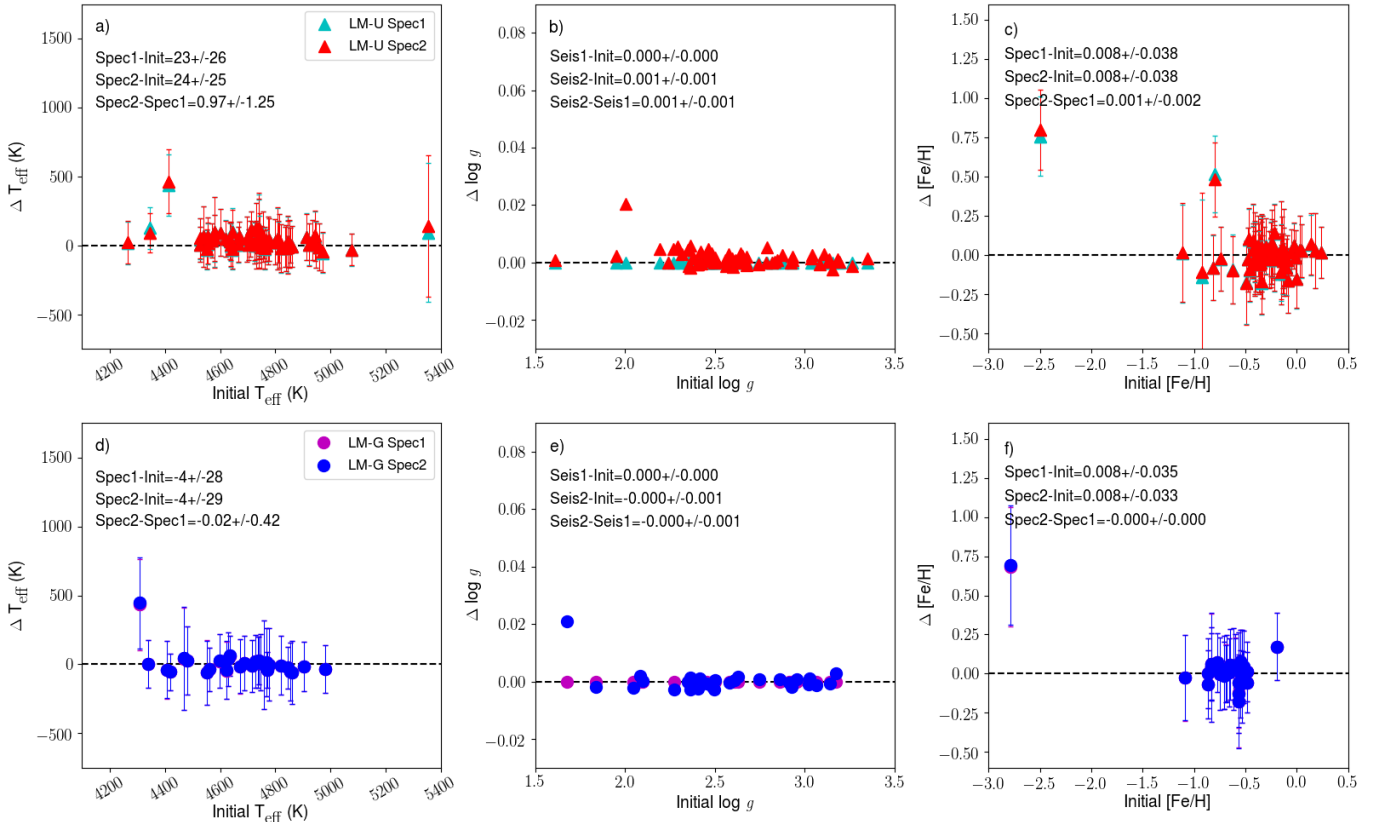 a)
LM-U Spec1
LM-U Spec2
Spec1-Init=23+/-26
Spec2-Init=24+/-25
Spec2-Spec1=0.97+/-1.25
1500
1000
500
0
−500
Δ T_eff (K)
4200 4400 4600 4800 5000 5200 5400
Initial T_eff (K)
b)
Seis1-Init=0.000+/-0.000
Seis2-Init=0.001+/-0.001
Seis2-Seis1=0.001+/-0.001
0.08
0.06
0.04
0.02
0.00
−0.02
Δ log g
1.5 2.0 2.5 3.0 3.5
Initial log g
c)
Spec1-Init=0.008+/-0.038
Spec2-Init=0.008+/-0.038
Spec2-Spec1=0.001+/-0.002
1.50
1.25
1.00
0.75
0.50
0.25
0.00
−0.25
−0.50
Δ [Fe/H]
−3.0 −2.5 −2.0 −1.5 −1.0 −0.5 0.0 0.5
Initial [Fe/H]
d)
LM-G Spec1
LM-G Spec2
Spec1-Init=-4+/-28
Spec2-Init=-4+/-29
Spec2-Spec1=-0.02+/-0.42
1500
1000
500
0
−500
Δ T_eff (K)
4200 4400 4600 4800 5000 5200 5400
Initial T_eff (K)
e)
Seis1-Init=0.000+/-0.000
Seis2-Init=-0.000+/-0.001
Seis2-Seis1=-0.000+/-0.001
0.08
0.06
0.04
0.02
0.00
−0.02
Δ log g
1.5 2.0 2.5 3.0 3.5
Initial log g
f)
Spec1-Init=0.008+/-0.035
Spec2-Init=0.008+/-0.033
Spec2-Spec1=-0.000+/-0.000
1.50
1.25
1.00
0.75
0.50
0.25
0.00
−0.25
−0.50
Δ [Fe/H]
−3.0 −2.5 −2.0 −1.5 −1.0 −0.5 0.0 0.5
Initial [Fe/H]